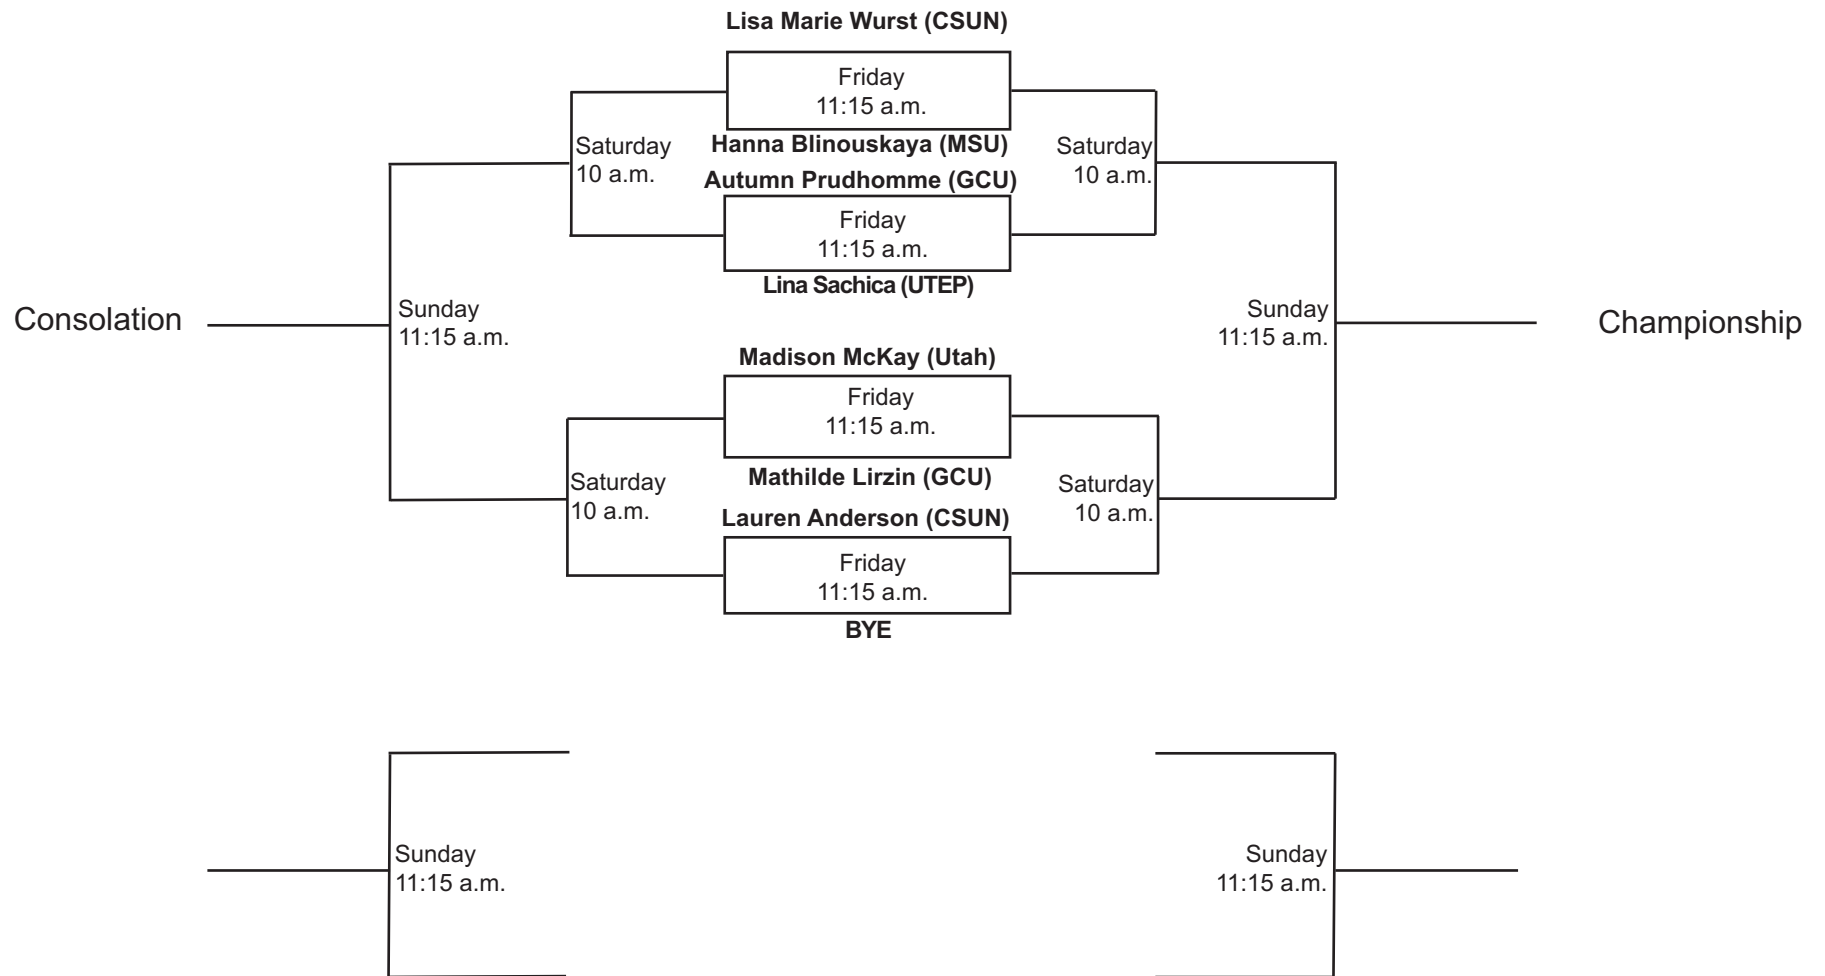 Lisa Marie Wurst (CSUN)
Friday
11:15 a.m.
Saturday
10 a.m.
Hanna Blinouskaya (MSU)
Saturday
10 a.m.
Autumn Prudhomme (GCU)
Friday
11:15 a.m.
Lina Sachica (UTEP)
Consolation
Sunday
11:15 a.m.
Sunday
11:15 a.m.
Championship
Madison McKay (Utah)
Friday
11:15 a.m.
Mathilde Lirzin (GCU)
Saturday
10 a.m.
Saturday
10 a.m.
Lauren Anderson (CSUN)
Friday
11:15 a.m.
BYE
Sunday
11:15 a.m.
Sunday
11:15 a.m.